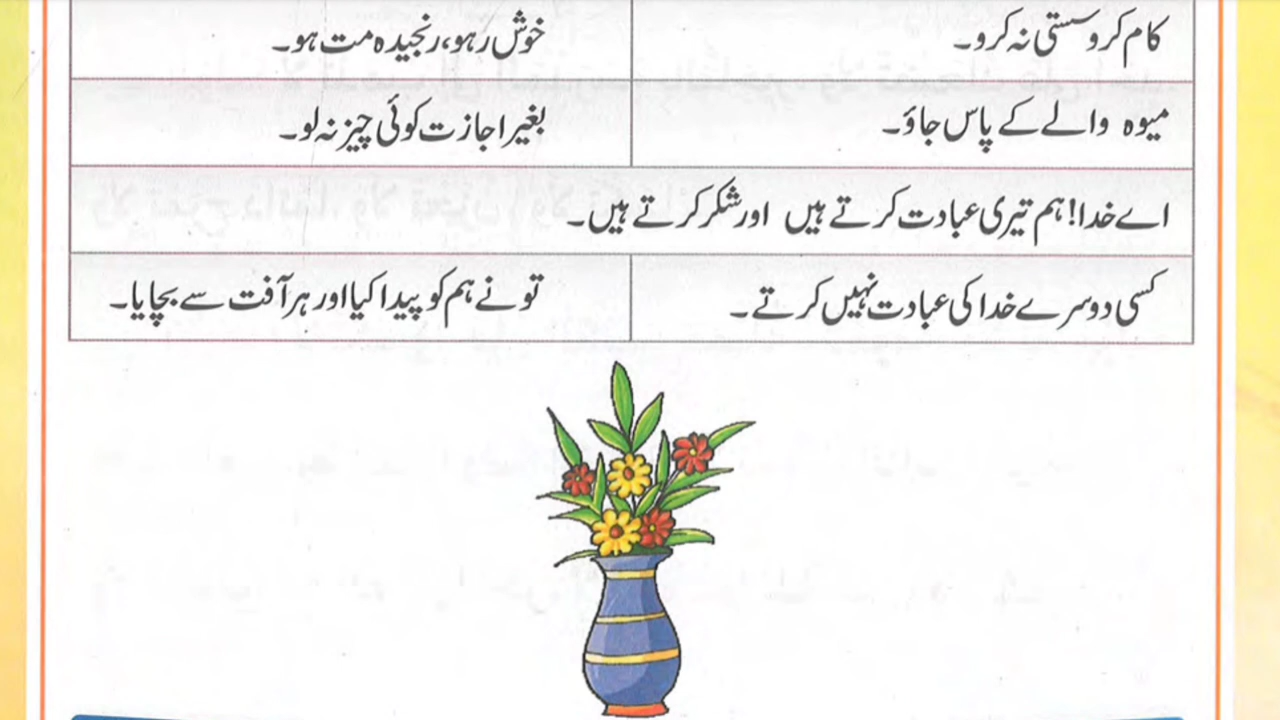 کام کرو سستی نہ کرو۔
خوش رہو، رنجیدہ مت ہو۔
میوہ والے کے پاس جاؤ۔
بغیر اجازت کوئی چیز نہ لو۔
اے خدا! ہم تیری عبادت کرتے ہیں اور شکر کرتے ہیں۔
کسی دوسرے خدا کی عبادت نہیں کرتے۔
تونے ہم کو پیدا کیا اور ہر آفت سے بچایا۔